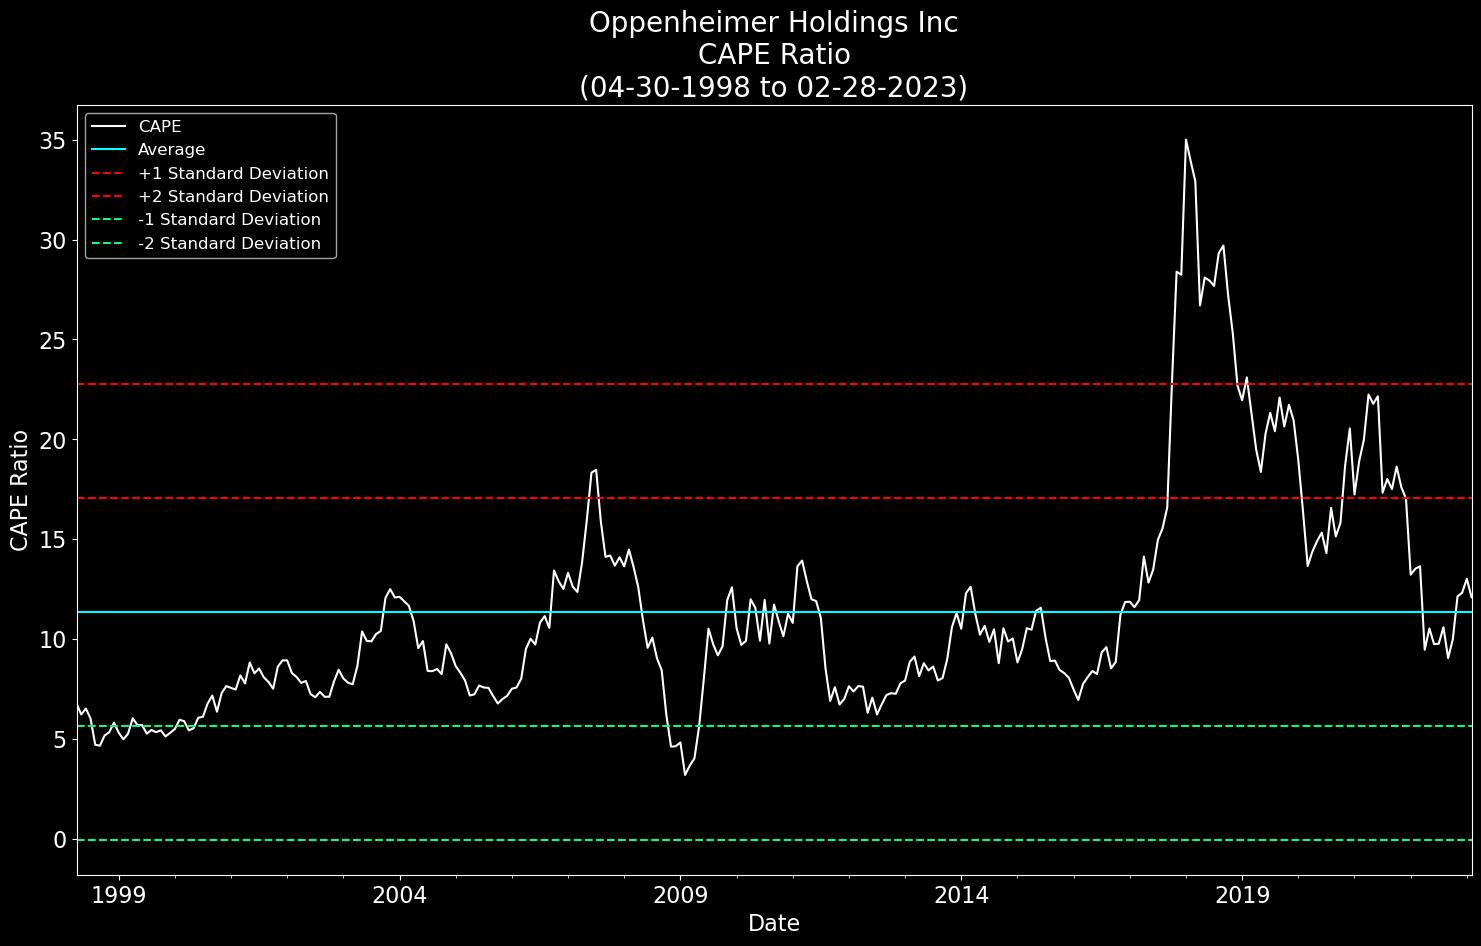 Oppenheimer Holdings Inc
CAPE Ratio
(04-30-1998 to 02-28-2023)
CAPE
Average
+1 Standard Deviation
+2 Standard Deviation
-1 Standard Deviation
-2 Standard Deviation
CAPE Ratio
35
30
25
20
15
10
5
0
1999 2004 2009 2014 2019
Date